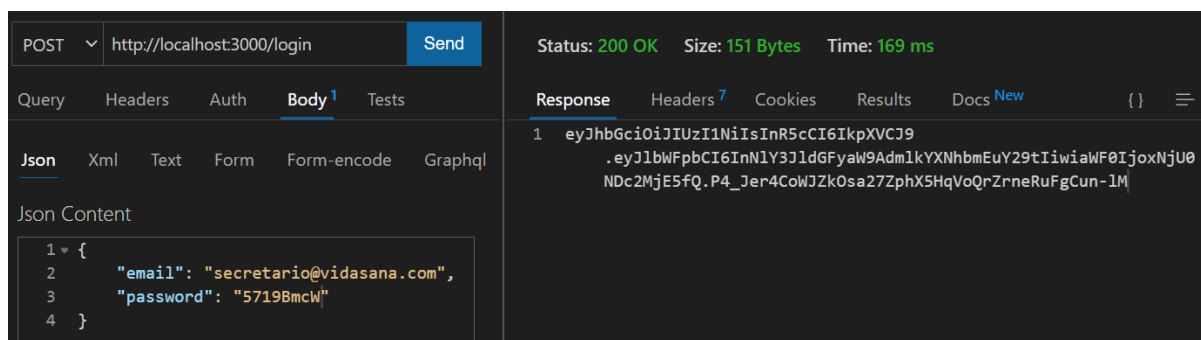 POST http://localhost:3000/login Send
Query Headers Auth Body 1 Tests
Json Xml Text Form Form-encode Graphql
Json Content
1 {
2 "email": "secretario@vidasana.com",
3 "password": "5719BmcW"
4 }
Status: 200 OK Size: 151 Bytes Time: 169 ms
Response Headers 7 Cookies Results Docs New { }
1 eyJhbGciOiJIUzI1NiIsInR5cCI6IkpXVCJ9
.eyJlbWFpbCI6InNlY3JldGFyaW9AdmlkYXNhbmEuY29tIiwiaWF0IjoxNjU0
NDc2MjE5fQ.P4_Jer4CoWJZkOsa27ZphX5HqVoQrZrneRuFgCun-lM